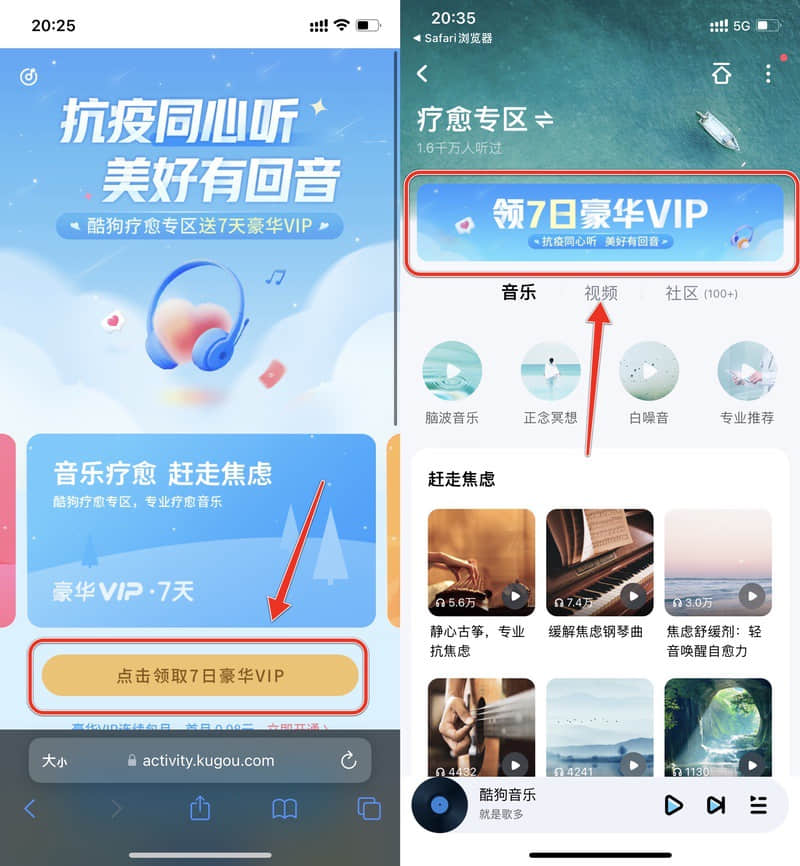 20:25
抗疫同心听
美好有回音
酷狗疗愈专区送7天豪华VIP
音乐疗愈 赶走焦虑
酷狗疗愈专区，专业疗愈音乐
豪华VIP·7天
点击领取7日豪华VIP
豪华VIP连续包月，首月0.98元，立即开通>
大小
activity.kugou.com
20:35
5G
Safari浏览器
疗愈专区
1.6千万人听过
领7日豪华VIP
抗疫同心听 美好有回音
音乐 视频 社区 (100+)
脑波音乐 正念冥想 白噪音 专业推荐
赶走焦虑
5.6万 7.4万 3.0万
静心古筝，专业抗焦虑
缓解焦虑钢琴曲
焦虑舒缓剂：轻音唤醒自愈力
4432 4241 1130
酷狗音乐
就是歌多